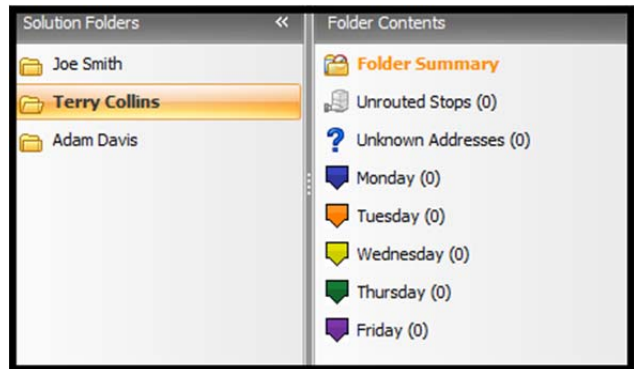 Solution Folders «
Joe Smith
Terry Collins
Adam Davis
Folder Contents
Folder Summary
Unrouted Stops (0)
Unknown Addresses (0)
Monday (0)
Tuesday (0)
Wednesday (0)
Thursday (0)
Friday (0)